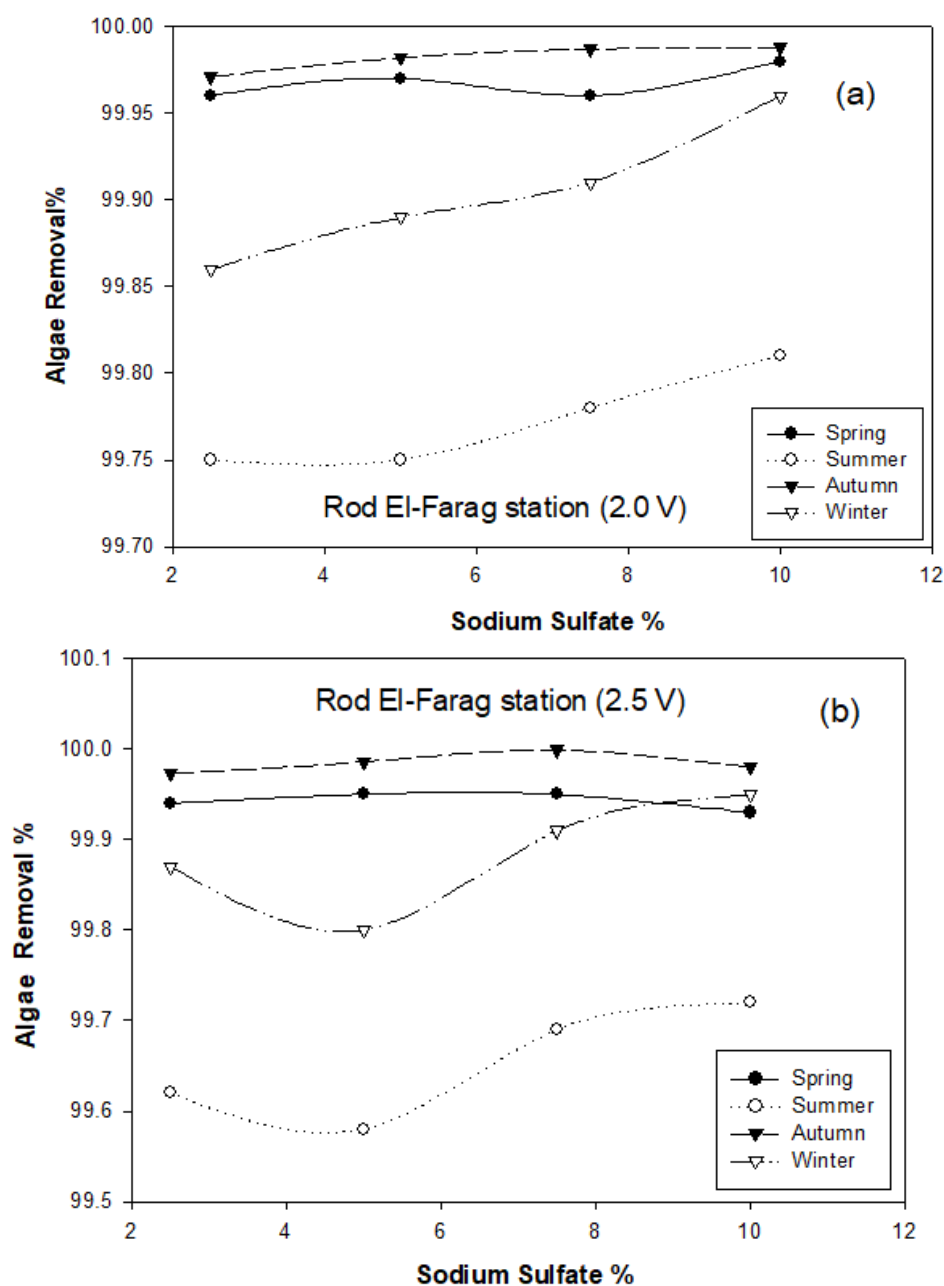 100.00
(a)
99.95
99.90
99.85
99.80
99.75
99.70
Algae Removal%
Spring
Summer
Autumn
Winter
Rod El-Farag station (2.0 V)
2 4 6 8 10 12
Sodium Sulfate %
100.1
Rod El-Farag station (2.5 V)
(b)
100.0
99.9
99.8
99.7
99.6
99.5
Algae Removal %
Spring
Summer
Autumn
Winter
2 4 6 8 10 12
Sodium Sulfate %